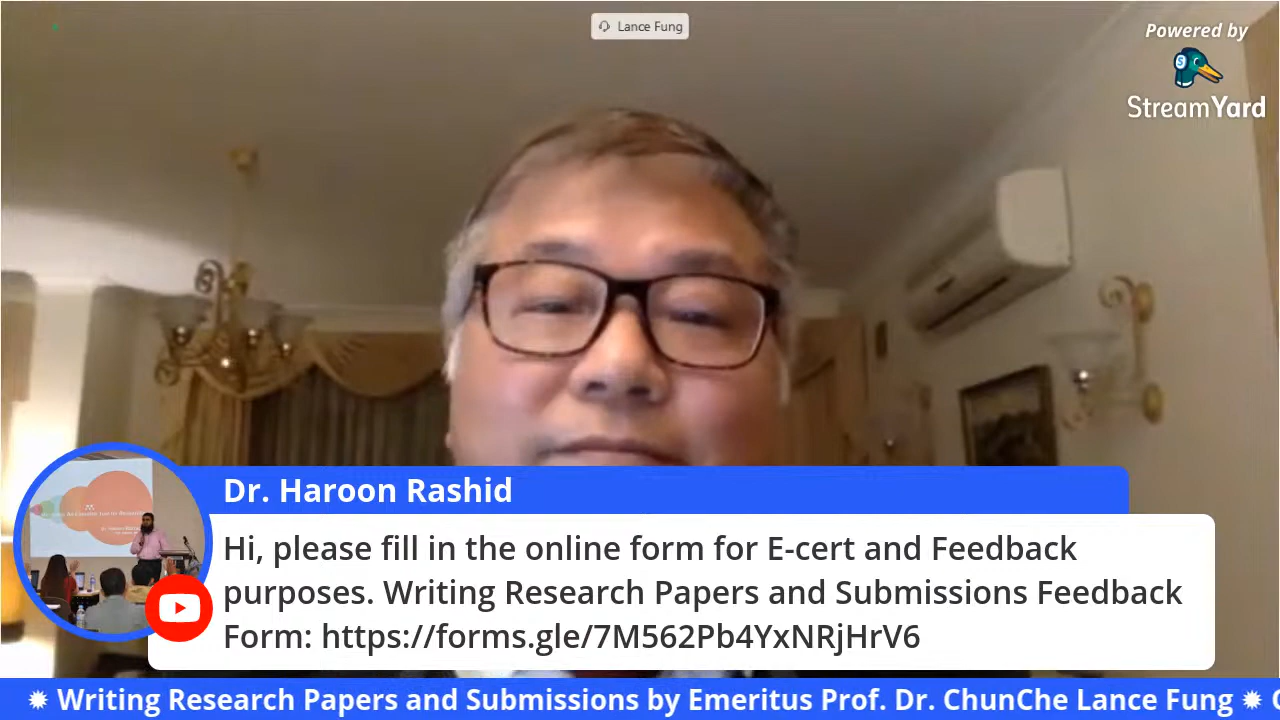 Lance Fung
Powered by
StreamYard
Dr. Haroon Rashid
Hi, please fill in the online form for E-cert and Feedback
purposes. Writing Research Papers and Submissions Feedback
Form: https://forms.gle/7M562Pb4YxNRjHrV6
✹ Writing Research Papers and Submissions by Emeritus Prof. Dr. ChunChe Lance Fung ✹